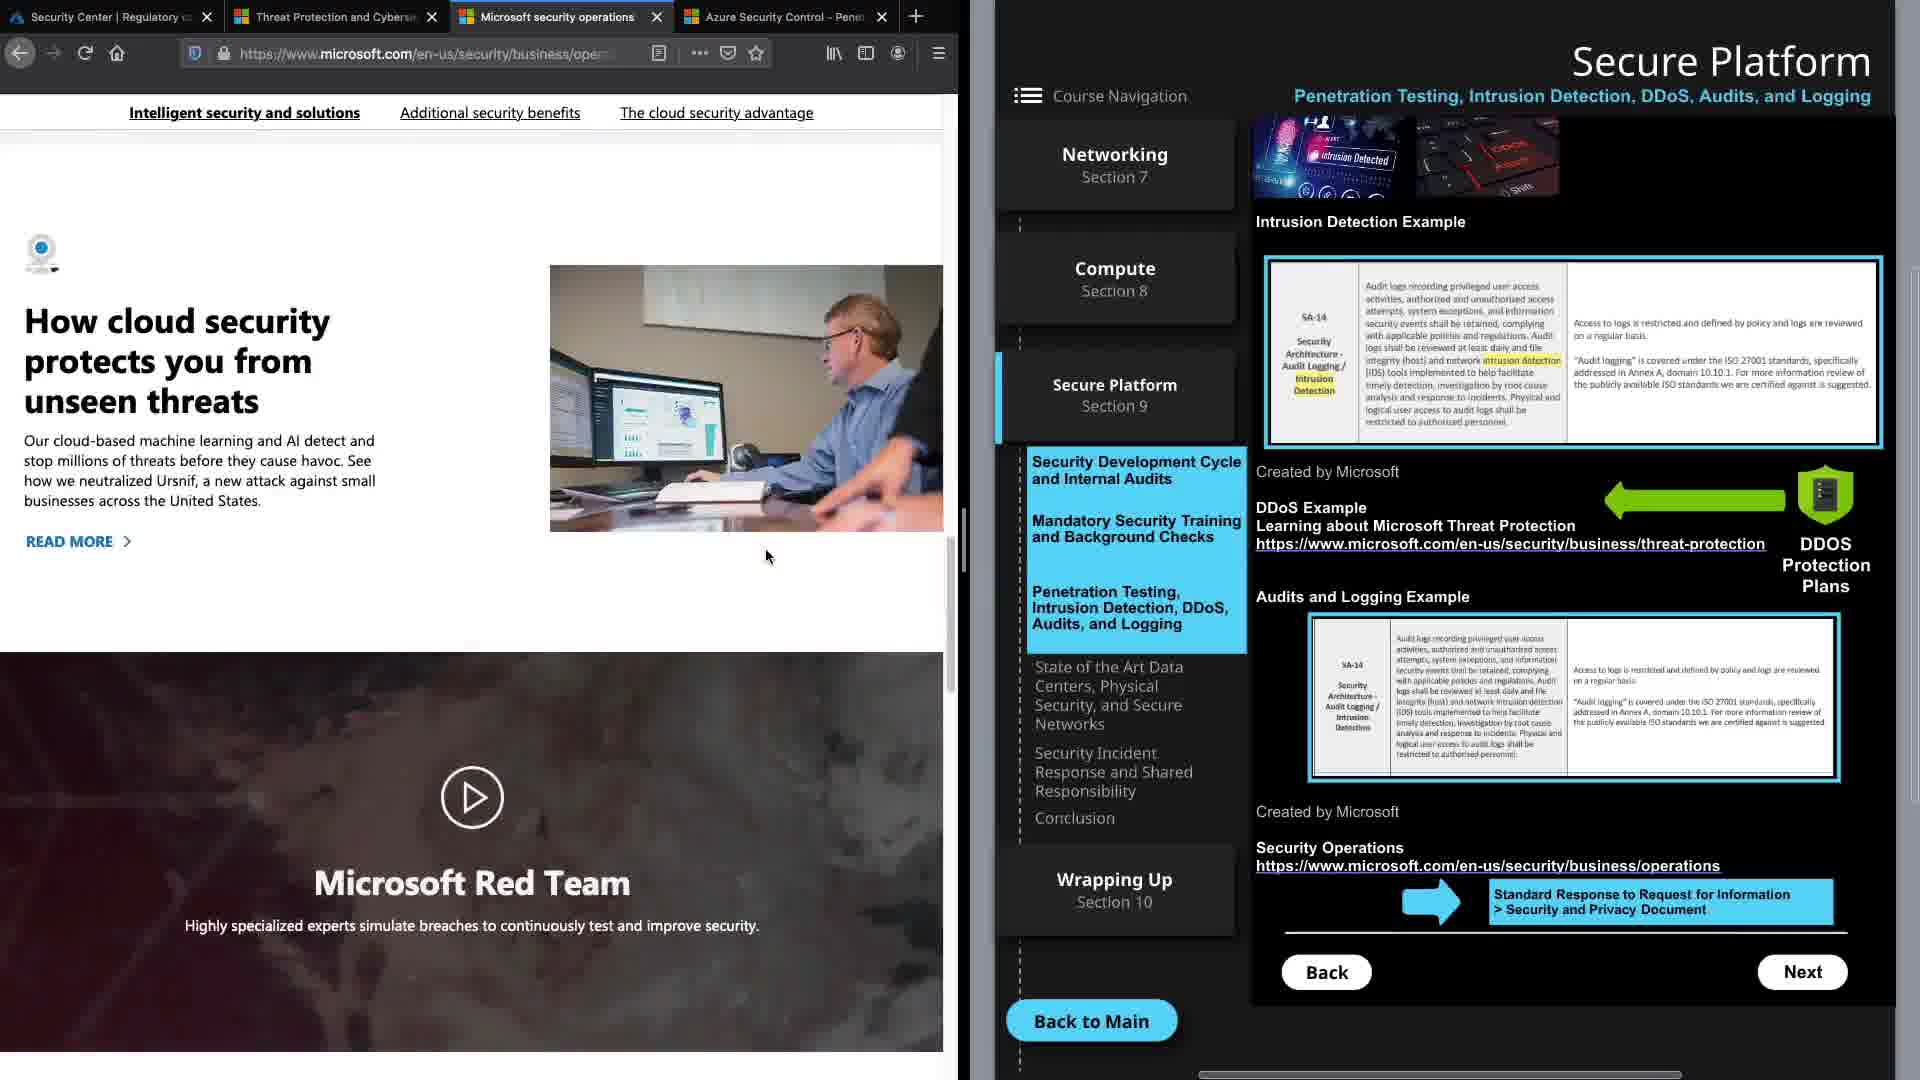 Security Center | Regulatory c
Threat Protection and Cyberse
Microsoft security operations
Azure Security Control - Penet
https://www.microsoft.com/en-us/security/business/oper
Intelligent security and solutions
Additional security benefits
The cloud security advantage
How cloud security
protects you from
unseen threats
Our cloud-based machine learning and AI detect and
stop millions of threats before they cause havoc. See
how we neutralized Ursnif, a new attack against small
businesses across the United States.
READ MORE
Microsoft Red Team
Highly specialized experts simulate breaches to continuously test and improve security.
Secure Platform
Course Navigation
Penetration Testing, Intrusion Detection, DDoS, Audits, and Logging
Networking
Section 7
Compute
Section 8
Secure Platform
Section 9
Security Development Cycle
and Internal Audits
Mandatory Security Training
and Background Checks
Penetration Testing,
Intrusion Detection, DDoS,
Audits, and Logging
State of the Art Data
Centers, Physical
Security, and Secure
Networks
Security Incident
Response and Shared
Responsibility
Conclusion
Wrapping Up
Section 10
Back to Main
Intrusion Detected
DDOS
Shift
Intrusion Detection Example
SA-14
Security
Architecture -
Audit Logging /
Intrusion
Detection
Audit logs recording privileged user access
activities, authorized and unauthorized access
attempts, system exceptions, and information
security events shall be retained, complying
with applicable policies and regulations. Audit
logs shall be reviewed at least daily and file
integrity (host) and network intrusion detection
(IDS) tools implemented to help facilitate
timely detection, investigation by root cause
analysis and response to incidents. Physical and
logical user access to audit logs shall be
restricted to authorized personnel.
Access to logs is restricted and defined by policy and logs are reviewed
on a regular basis.
"Audit logging" is covered under the ISO 27001 standards, specifically
addressed in Annex A, domain 10.10.1. For more information review of
the publicly available ISO standards we are certified against is suggested.
Created by Microsoft
DDoS Example
Learning about Microsoft Threat Protection
https://www.microsoft.com/en-us/security/business/threat-protection
DDOS
Protection
Plans
Audits and Logging Example
SA-14
Security
Architecture -
Audit Logging /
Intrusion
Detection
Audit logs recording privileged user access
activities, authorized and unauthorized access
attempts, system exceptions, and information
security events shall be retained, complying
with applicable policies and regulations. Audit
logs shall be reviewed at least daily and file
integrity (host) and network intrusion detection
(IDS) tools implemented to help facilitate
timely detection, investigation by root cause
analysis and response to incidents. Physical and
logical user access to audit logs shall be
restricted to authorized personnel.
Access to logs is restricted and defined by policy and logs are reviewed
on a regular basis.
"Audit logging" is covered under the ISO 27001 standards, specifically
addressed in Annex A, domain 10.10.1. For more information review of
the publicly available ISO standards we are certified against is suggested
Created by Microsoft
Security Operations
https://www.microsoft.com/en-us/security/business/operations
Standard Response to Request for Information
> Security and Privacy Document
Back
Next